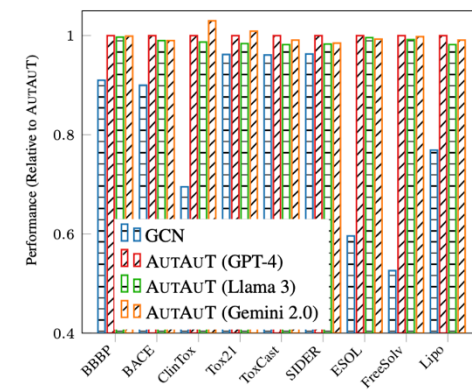 Performance (Relative to AUTAUT)
1
0.8
0.6
0.4
GCN
AUTAUT (GPT-4)
AUTAUT (Llama 3)
AUTAUT (Gemini 2.0)
BBBP
BACE
ClinTox
Tox21
ToxCast
SIDER
ESOL
FreeSolv
Lipo